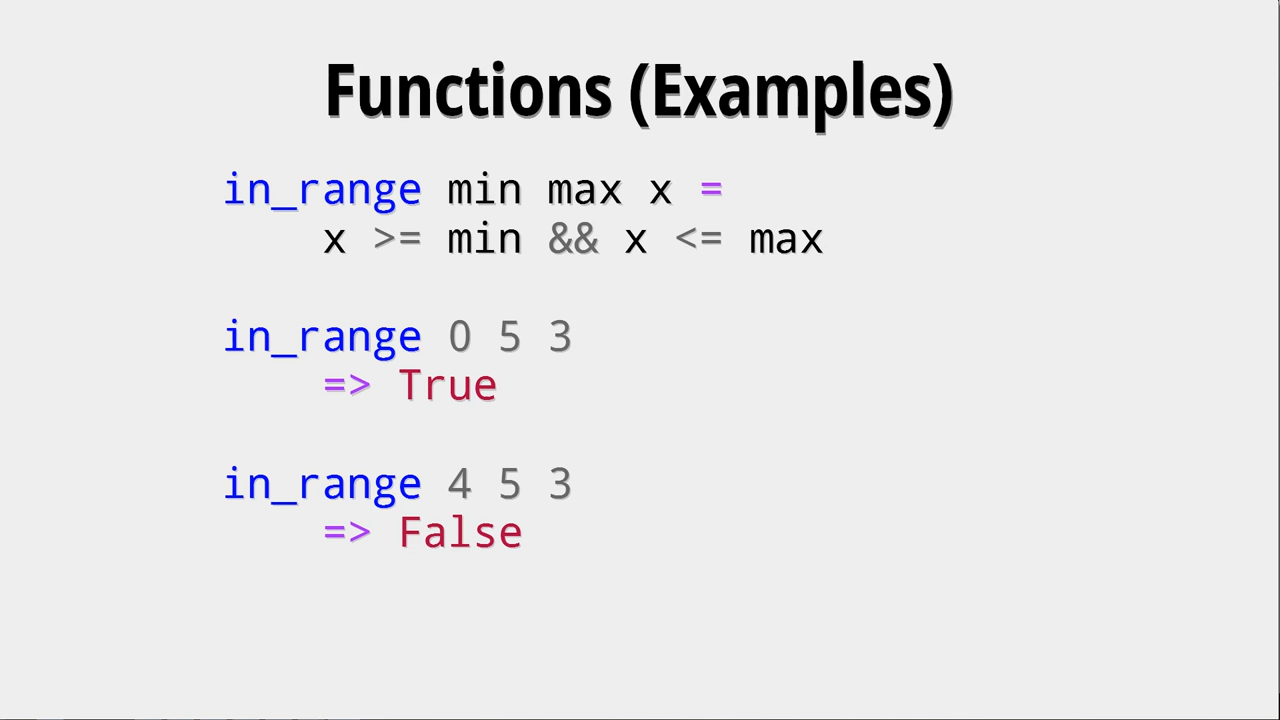 Functions (Examples)
in_range min max x =
    x >= min && x <= max
in_range 0 5 3
    => True
in_range 4 5 3
    => False